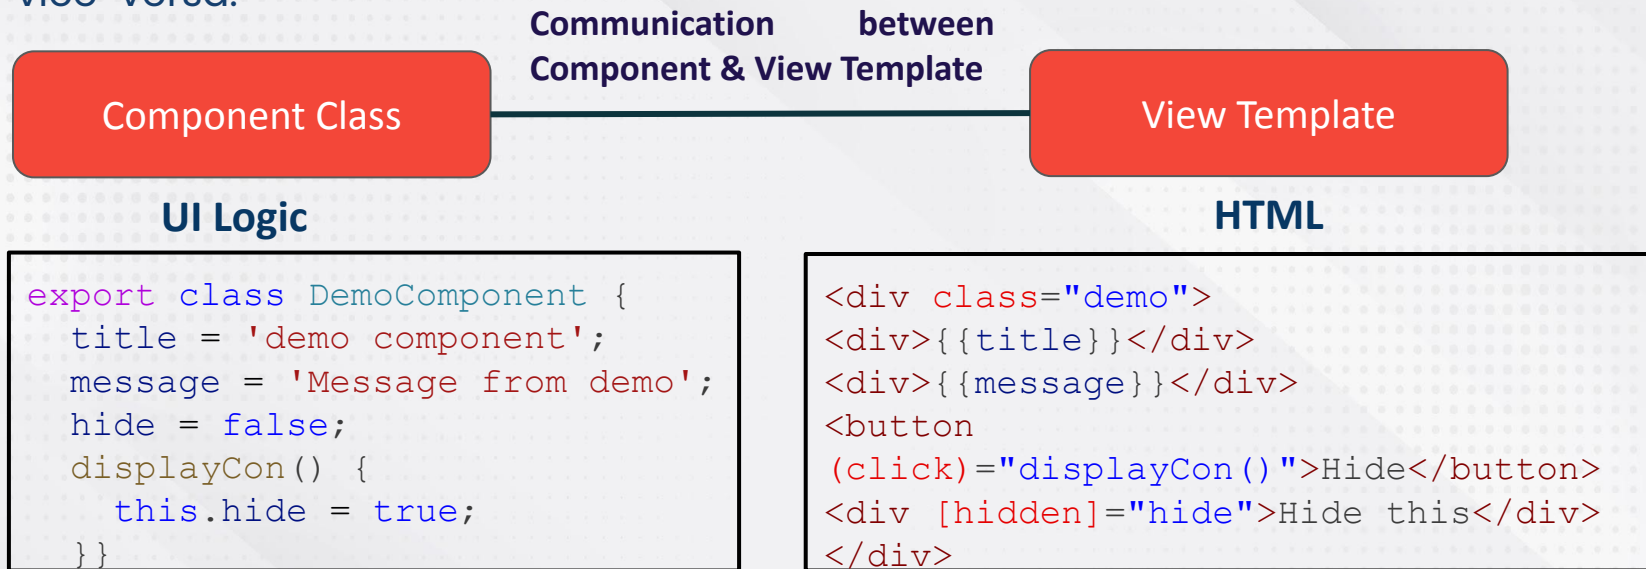 Communication between
Component & View Template
Component Class
View Template
UI Logic
HTML
export class DemoComponent {
title = 'demo component';
message = 'Message from demo';
hide = false;
displayCon() {
this.hide = true;
}}
<div class="demo">
<div>{{title}}</div>
<div>{{message}}</div>
<button
(click)="displayCon()">Hide</button>
<div [hidden]="hide">Hide this</div>
</div>